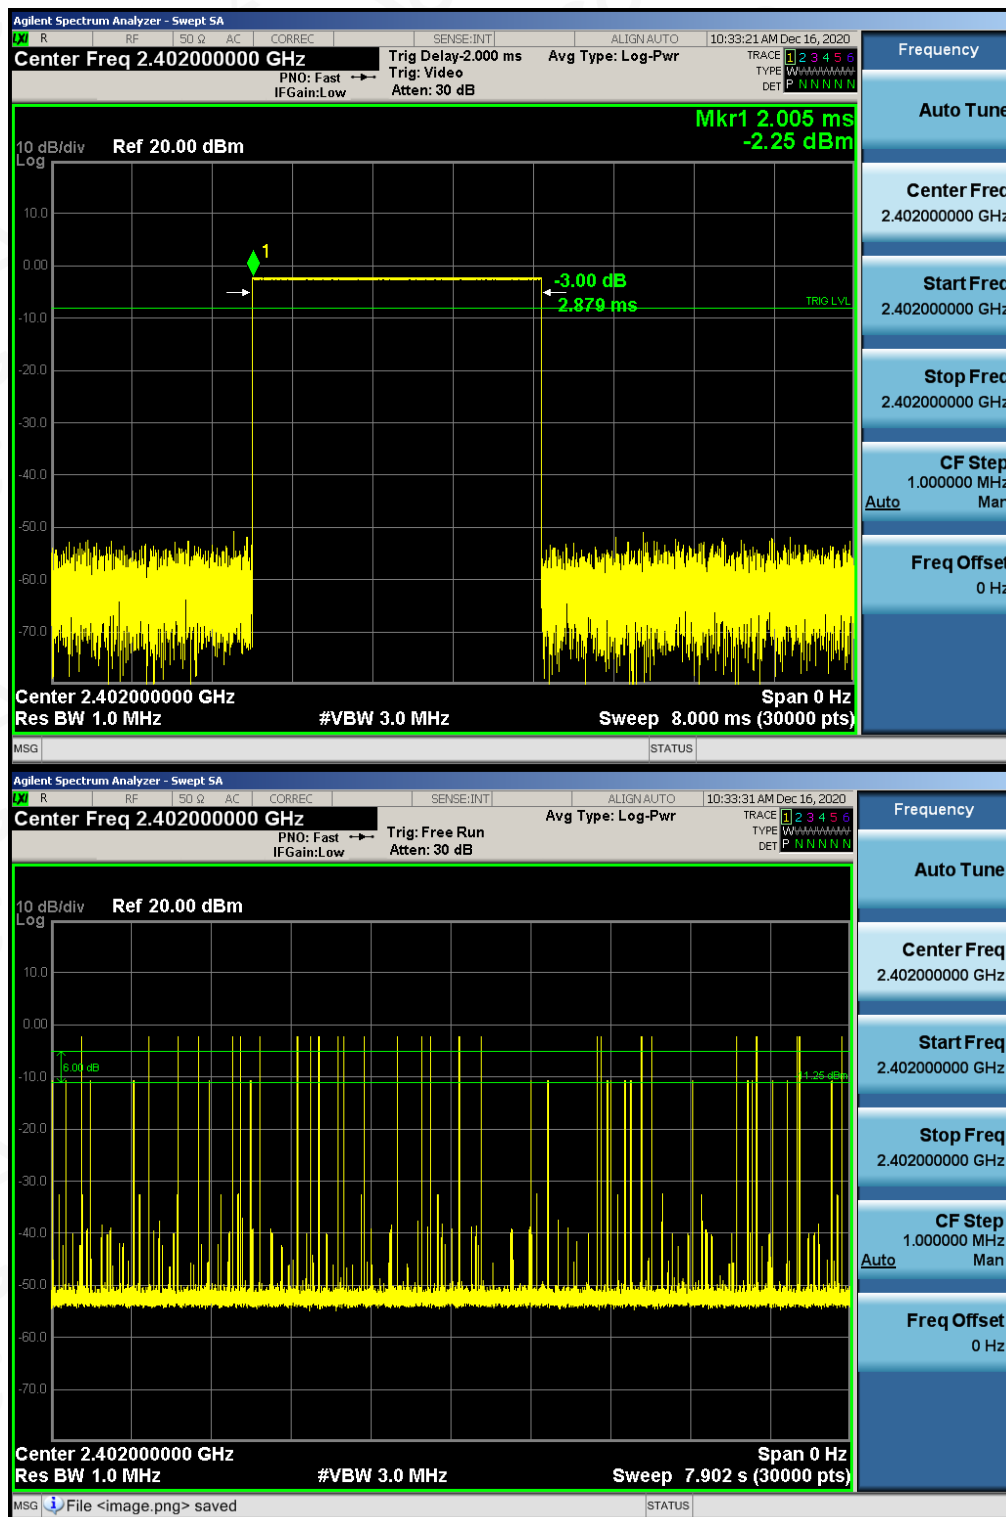 Agilent Spectrum Analyzer - Swept SA
LXI R RF 50 Ω AC CORREC SENSE:INT ALIGN AUTO 10:33:21 AM Dec 16, 2020
Center Freq 2.402000000 GHz
PNO: Fast
IFGain:Low
Trig Delay-2.000 ms
Trig: Video
Atten: 30 dB
Avg Type: Log-Pwr
TRACE 1 2 3 4 5 6
TYPE
DET P N N N N N
Frequency
Mkr1 2.005 ms
-2.25 dBm
10 dB/div Ref 20.00 dBm
Log
10.0
0.00
-10.0
-20.0
-30.0
-40.0
-50.0
-60.0
-70.0
1
-3.00 dB
2.879 ms
TRIG LVL
Center 2.402000000 GHz Span 0 Hz
Res BW 1.0 MHz #VBW 3.0 MHz Sweep 8.000 ms (30000 pts)
MSG STATUS
Auto Tune
Center Freq
2.402000000 GHz
Start Freq
2.402000000 GHz
Stop Freq
2.402000000 GHz
CF Step
1.000000 MHz
Auto Man
Freq Offset
0 Hz
Agilent Spectrum Analyzer - Swept SA
LXI R RF 50 Ω AC CORREC SENSE:INT ALIGN AUTO 10:33:31 AM Dec 16, 2020
Center Freq 2.402000000 GHz
PNO: Fast
IFGain:Low
Trig: Free Run
Atten: 30 dB
Avg Type: Log-Pwr
TRACE 1 2 3 4 5 6
TYPE
DET P N N N N N
Frequency
10 dB/div Ref 20.00 dBm
Log
10.0
0.00
-10.0
-20.0
-30.0
-40.0
-50.0
-60.0
-70.0
6.00 dB
Center 2.402000000 GHz Span 0 Hz
Res BW 1.0 MHz #VBW 3.0 MHz Sweep 7.902 s (30000 pts)
MSG File <image.png> saved STATUS
Auto Tune
Center Freq
2.402000000 GHz
Start Freq
2.402000000 GHz
Stop Freq
2.402000000 GHz
CF Step
1.000000 MHz
Auto Man
Freq Offset
0 Hz